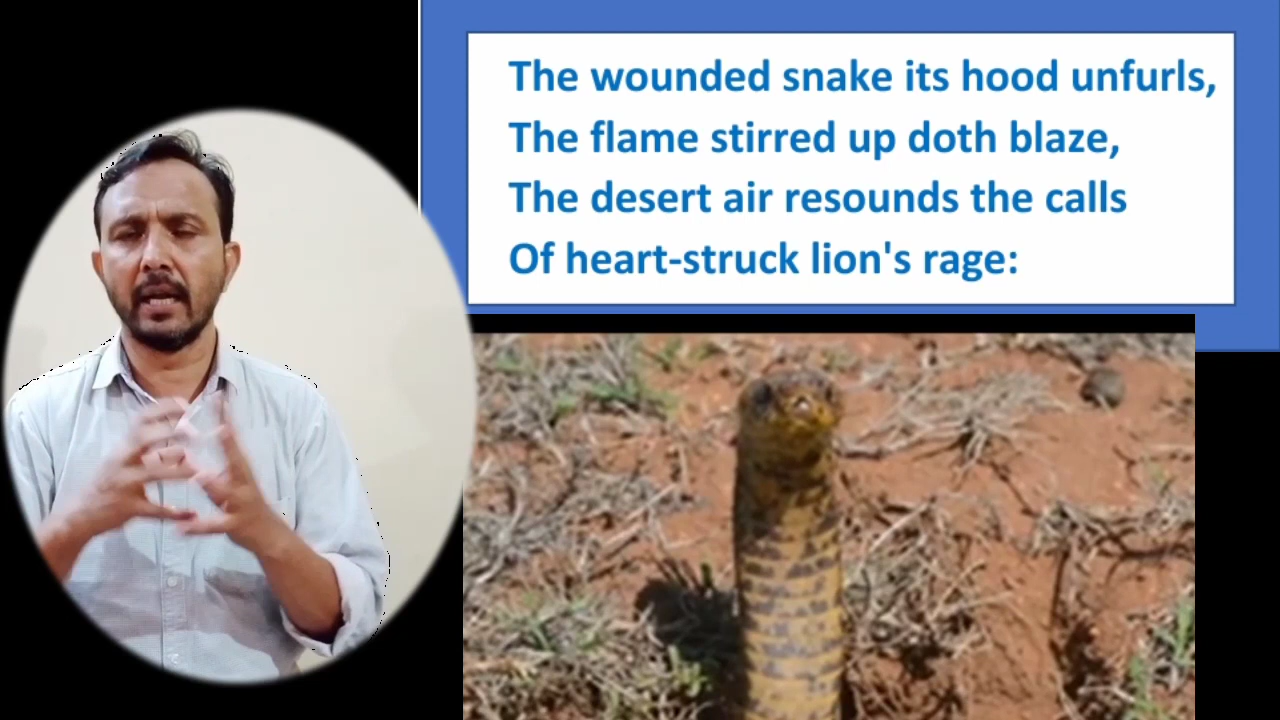 The wounded snake its hood unfurls,
The flame stirred up doth blaze,
The desert air resounds the calls
Of heart-struck lion's rage: